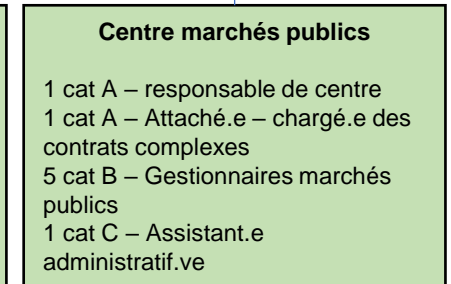 Centre marchés publics
1 cat A – responsable de centre
1 cat A – Attaché.e – chargé.e des
contrats complexes
5 cat B – Gestionnaires marchés
publics
1 cat C – Assistant.e
administratif.ve